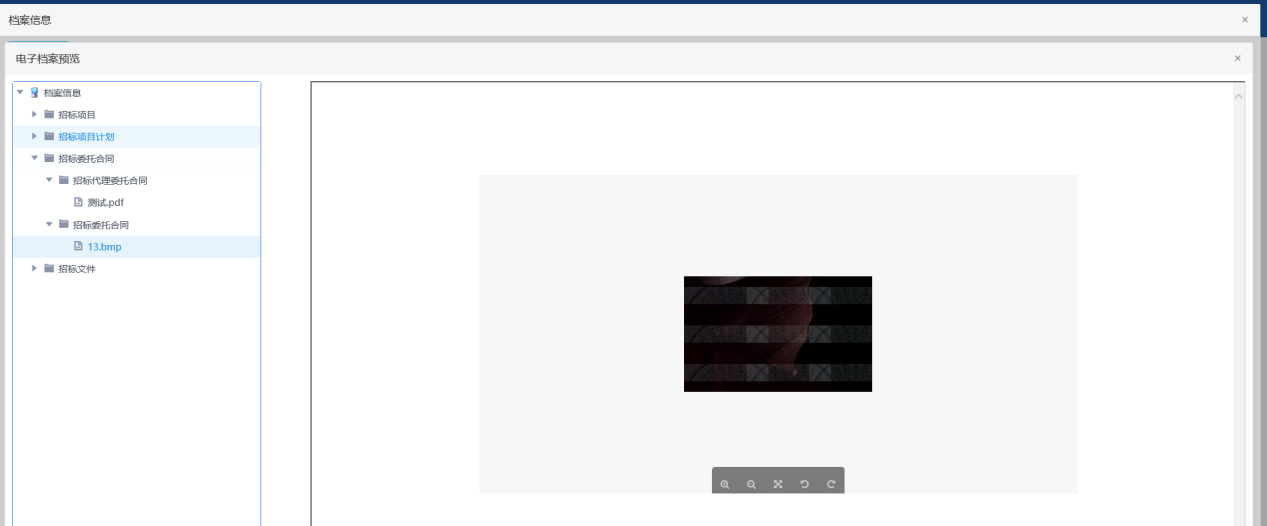 档案信息
电子档案预览
档案信息
招标项目
招标项目计划
招标委托合同
招标代理委托合同
测试.pdf
招标委托合同
13.bmp
招标文件